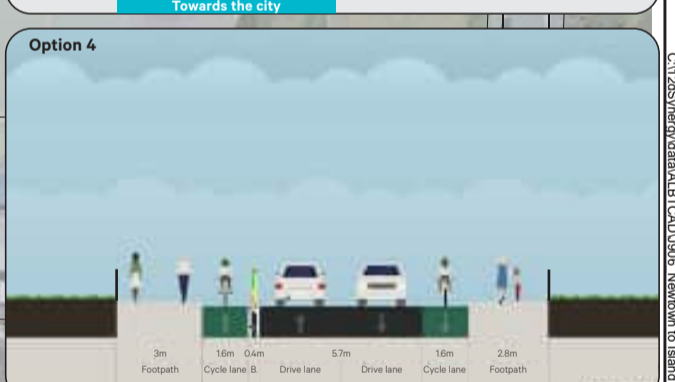 Towards the city
Option 4
3m 1.6m 0.4m 5.7m 1.6m 2.8m
Footpath Cycle lane B. Drive lane Drive lane Cycle lane Footpath